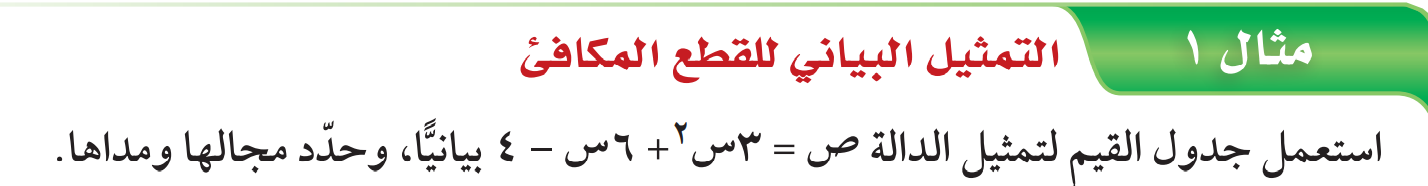 مثال ١ التمثيل البياني للقطع المكافئ
استعمل جدول القيم لتمثيل الدالة ص = ٣س٢ + ٦س – ٤ بيانيًّا، وحدّد مجالها ومداها.